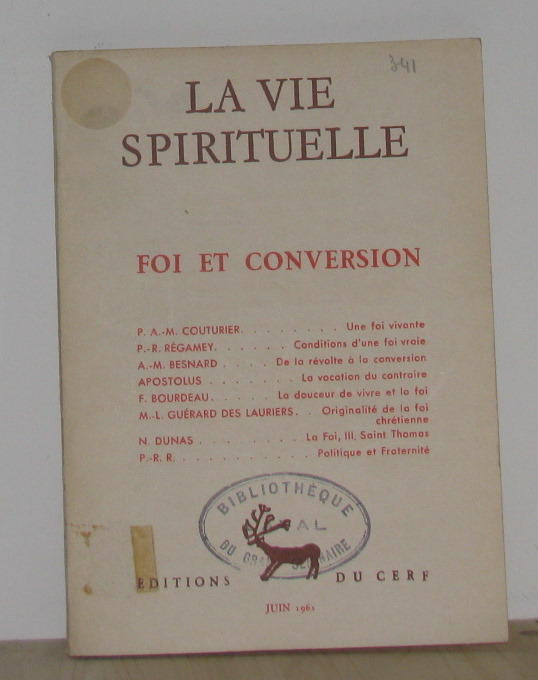 341
LA VIE
SPIRITUELLE
FOI ET CONVERSION
P. A.-M. COUTURIER. . . . . . . . . Une foi vivante
P.-R. RÉGAMEY. . . . . . Conditions d'une foi vraie
A.-M. BESNARD . . . . De la révolte à la conversion
APOSTOLUS . . . . . . . La vocation du contraire
F. BOURDEAU. . . . . La douceur de vivre et la foi
M.-L. GUÉRARD DES LAURIERS. . Originalité de la foi
chrétienne
N. DUNAS . . . . . . . . La Foi, III. Saint Thomas
P.-R. R. . . . . . . . . . . . Politique et Fraternité
BIBLIOTHÈQUE
AL
DU
ÉDITIONS DU CERF
JUIN 1961